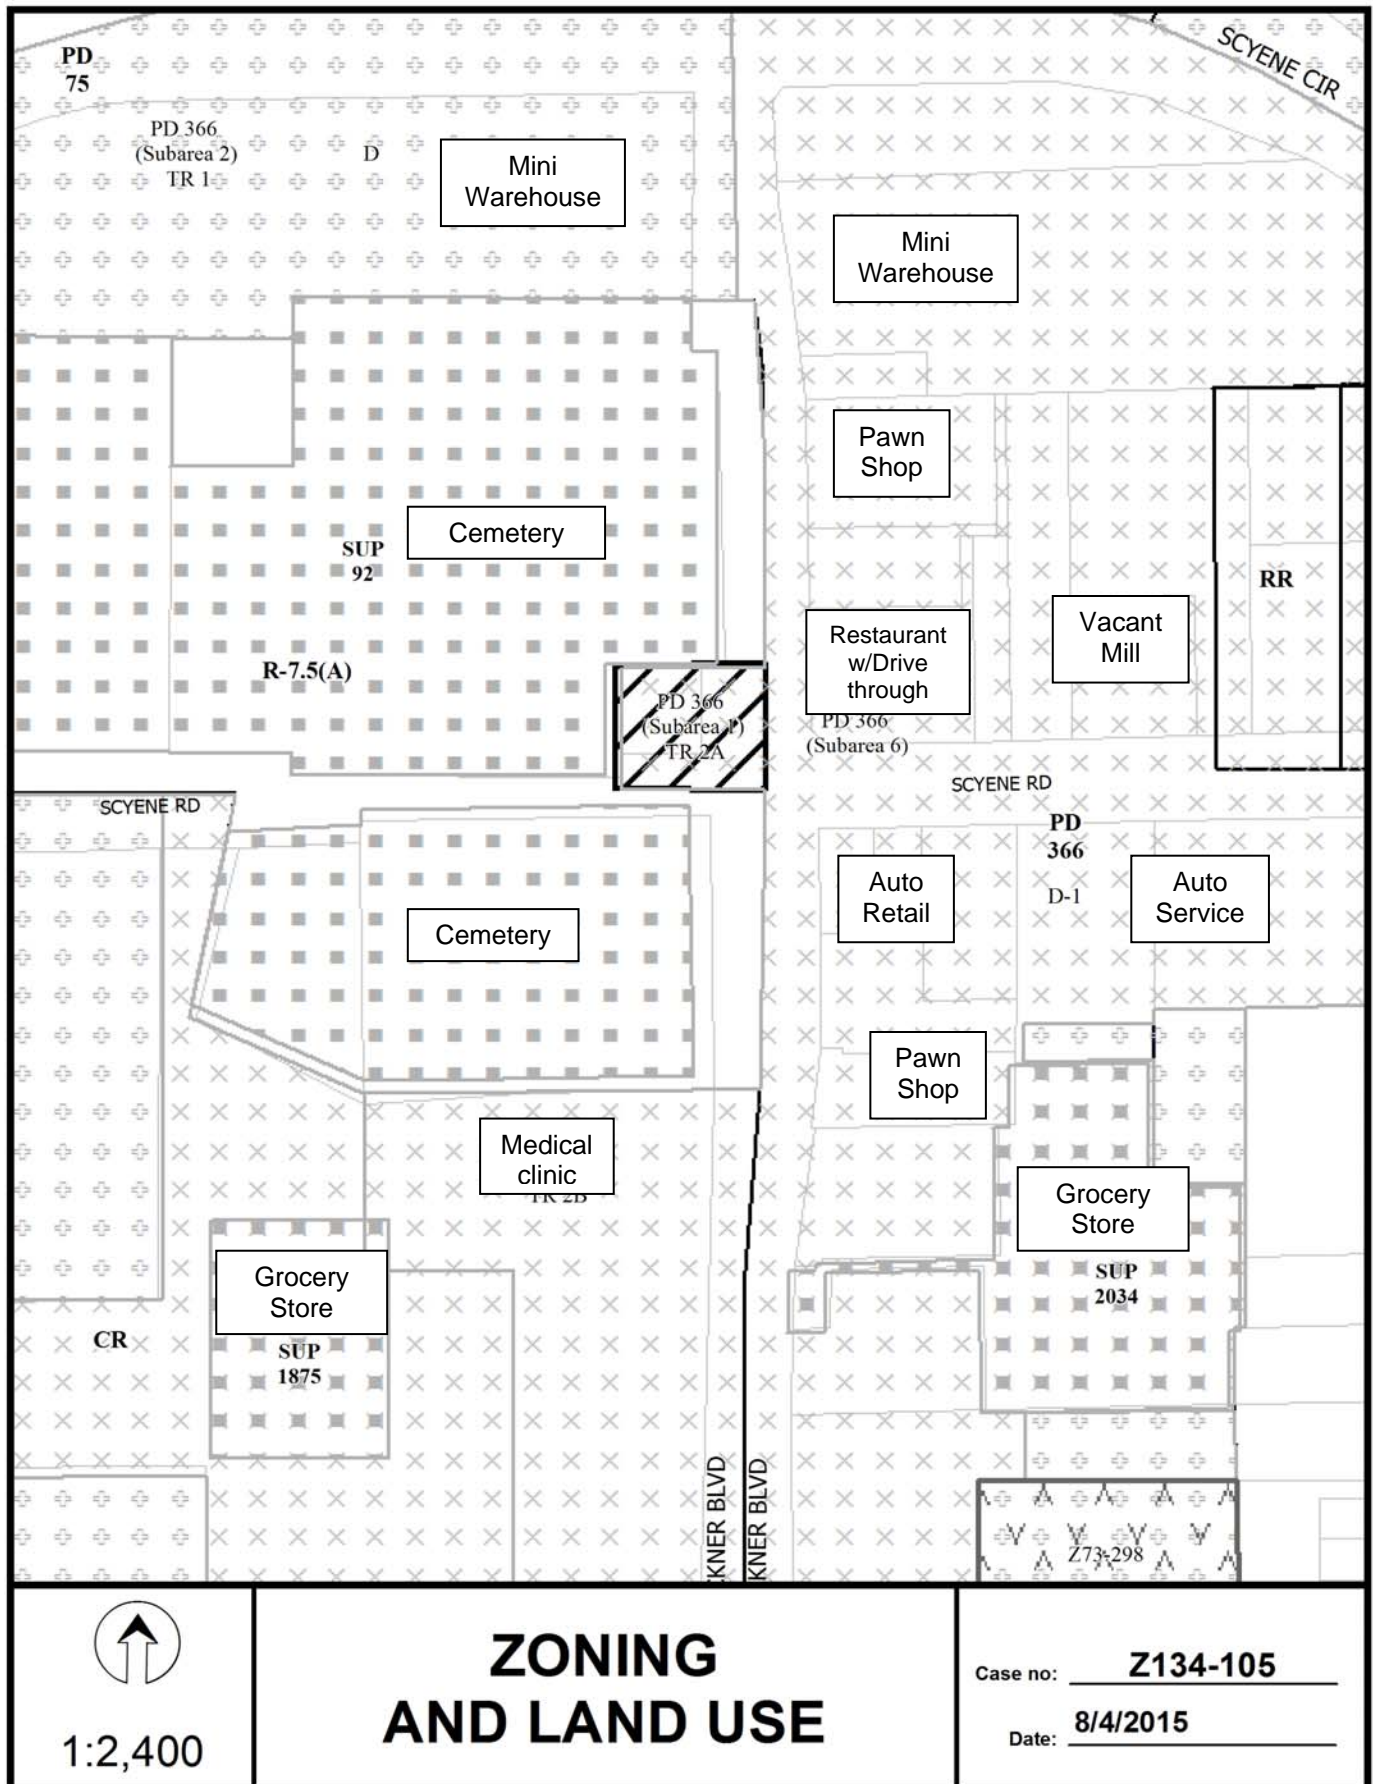 SCYENE CIR
PD
75
PD 366
(Subarea 2)
TR 1
D
Mini
Warehouse
Mini
Warehouse
Pawn
Shop
Cemetery
SUP
92
RR
Restaurant
w/Drive
through
Vacant
Mill
R-7.5(A)
PD 366
(Subarea 1)
TR 2A
PD 366
(Subarea 6)
SCYENE RD
SCYENE RD
PD
366
D-1
Auto
Retail
Auto
Service
Cemetery
Pawn
Shop
Medical
clinic
TR 2B
Grocery
Store
SUP
2034
Grocery
Store
SUP
1875
CR
KNER BLVD
KNER BLVD
Z73-298
1:2,400
ZONING
AND LAND USE
Case no: Z134-105
Date: 8/4/2015